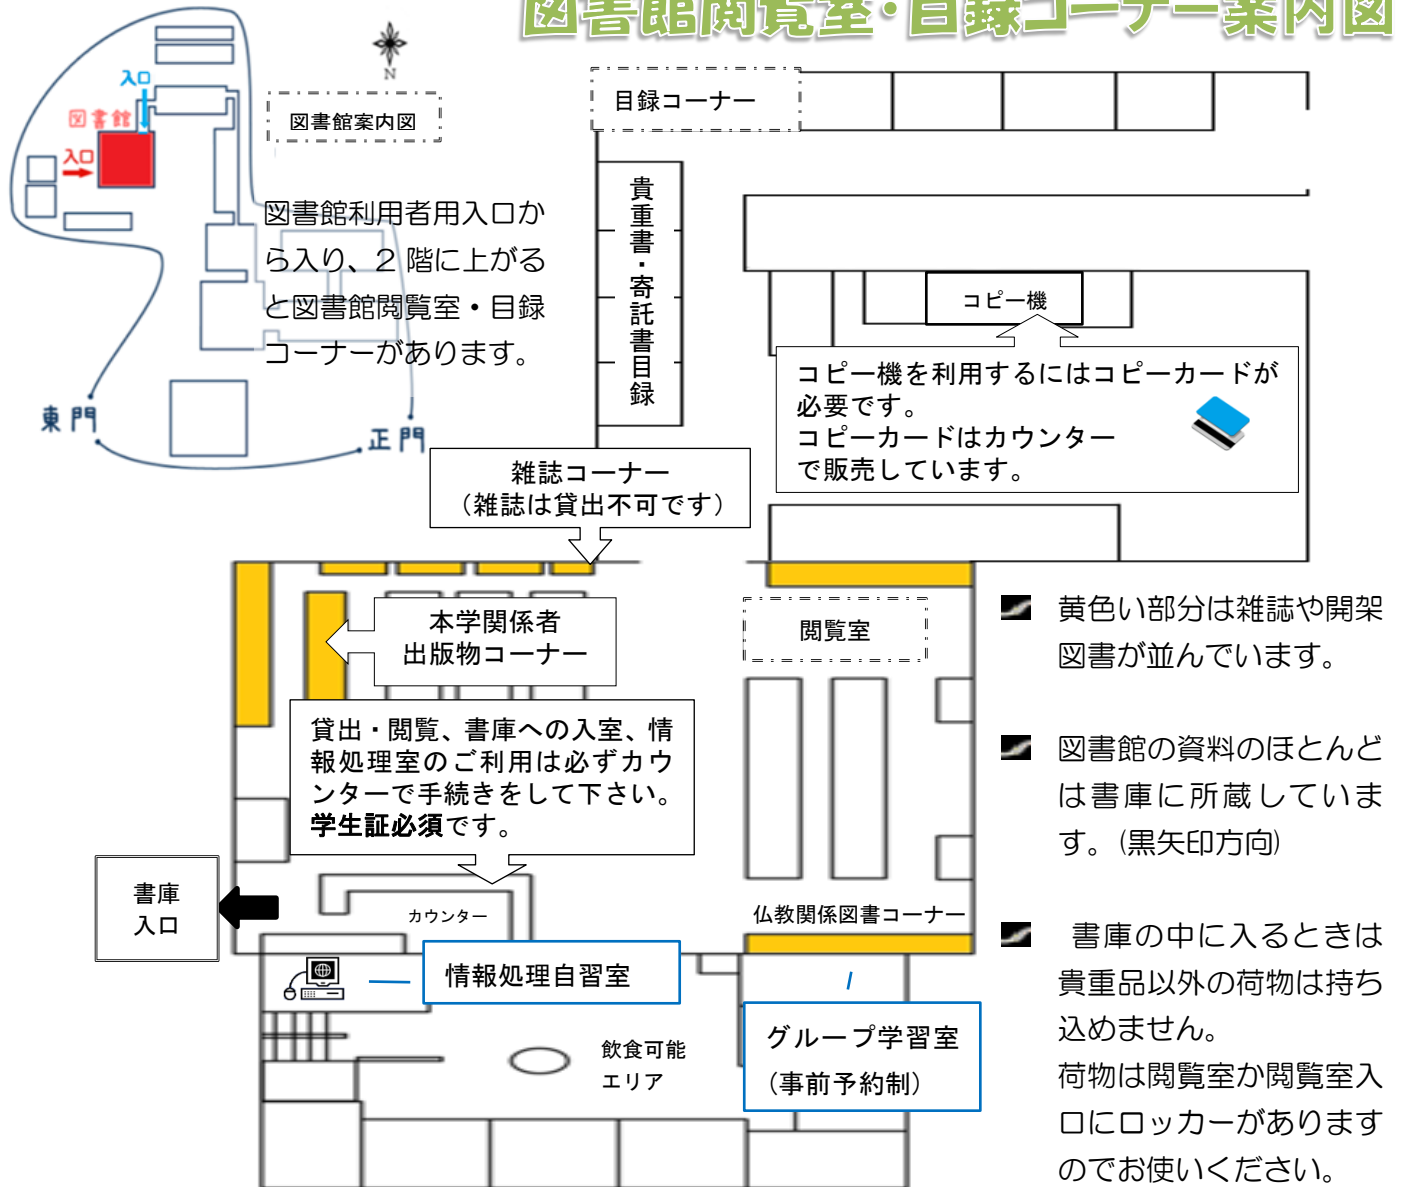 図書館閲覧室・目録コーナー案内図
N
入口
図書館
入口
東門
正門
図書館案内図
図書館利用者用入口か
ら入り、2 階に上がる
と図書館閲覧室・目録
コーナーがあります。
目録コーナー
貴重書・寄託書目録
コピー機
コピー機を利用するにはコピーカードが
必要です。
コピーカードはカウンター
で販売しています。
雑誌コーナー
（雑誌は貸出不可です）
本学関係者
出版物コーナー
閲覧室
貸出・閲覧、書庫への入室、情
報処理室のご利用は必ずカウ
ンターで手続きをして下さい。
学生証必須です。
書庫
入口
カウンター
仏教関係図書コーナー
情報処理自習室
グループ学習室
（事前予約制）
飲食可能
エリア
黄色い部分は雑誌や開架
図書が並んでいます。
図書館の資料のほとんど
は書庫に所蔵していま
す。（黒矢印方向）
書庫の中に入るときは
貴重品以外の荷物は持ち
込めません。
荷物は閲覧室か閲覧室入
口にロッカーがあります
のでお使いください。